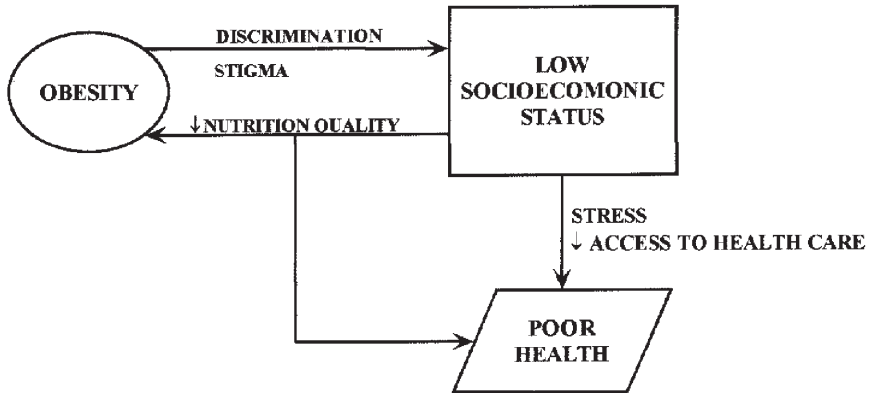 DISCRIMINATION
STIGMA
OBESITY
LOW
SOCIOECOMONIC
STATUS
↓NUTRITION QUALITY
STRESS
↓ ACCESS TO HEALTH CARE
POOR
HEALTH